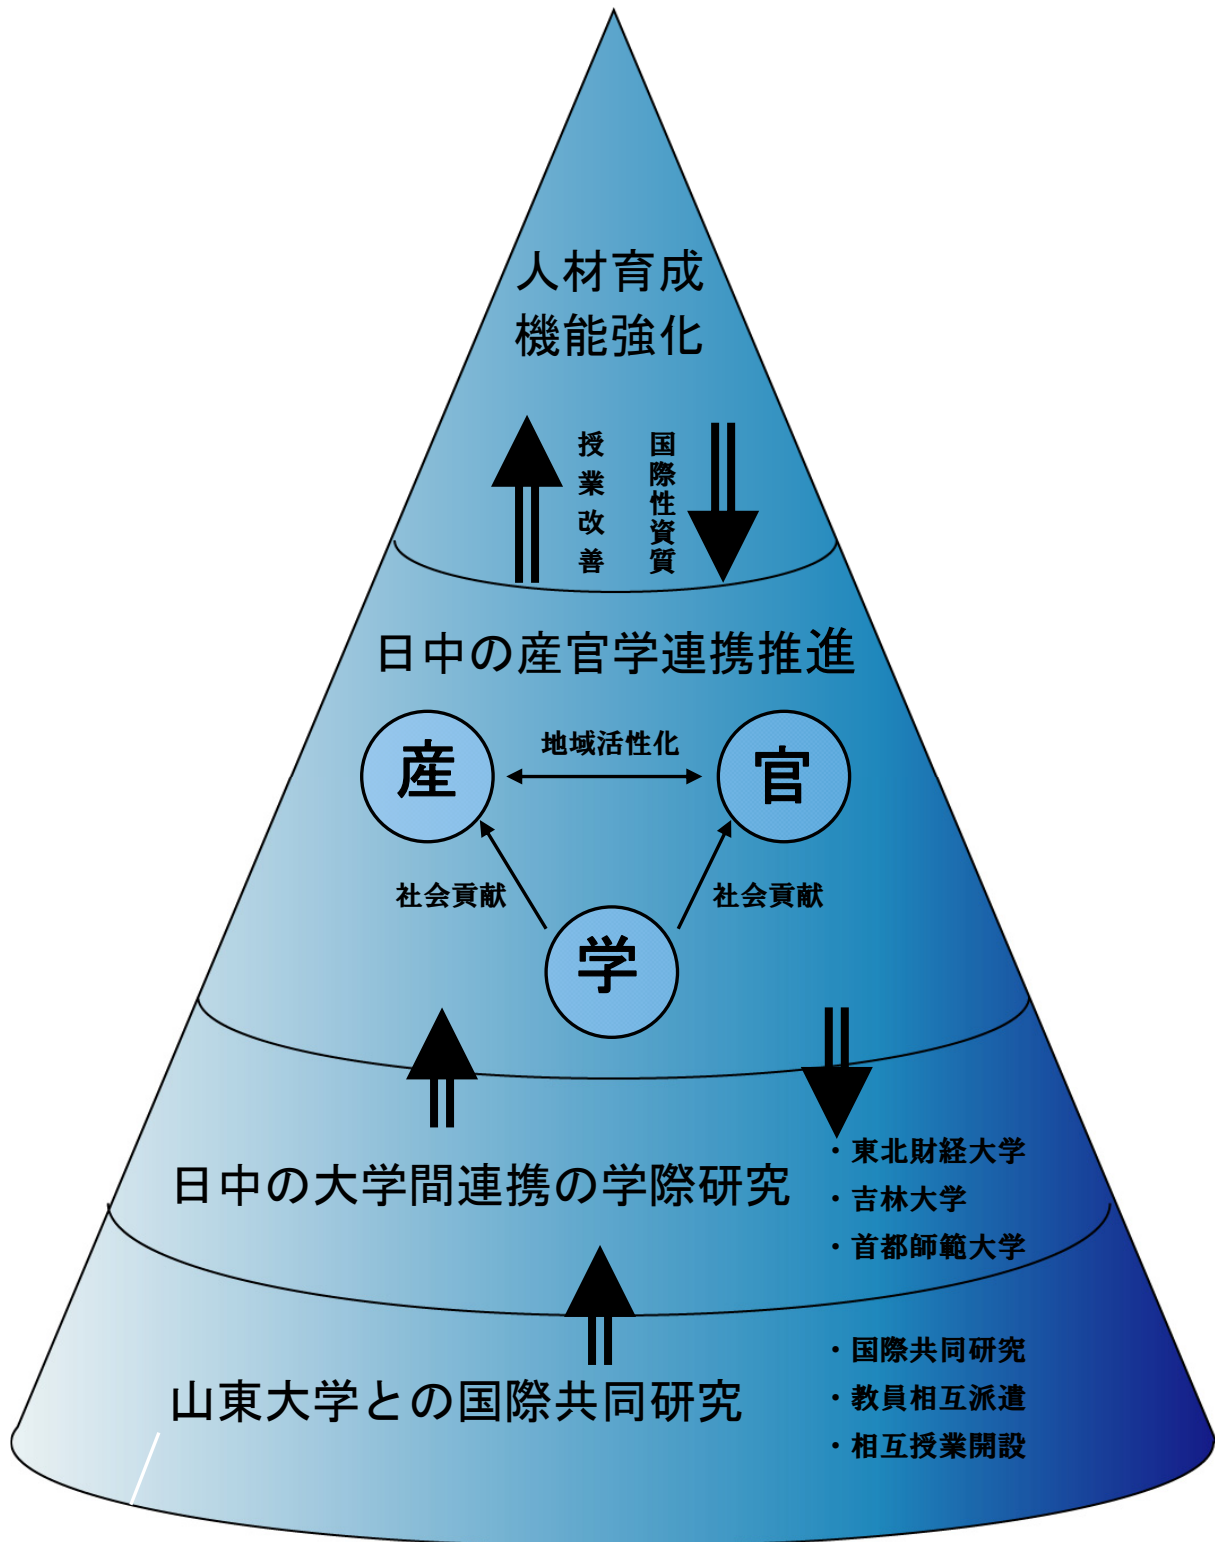 人材育成
機能強化
授業改善
国際性資質
日中の産官学連携推進
産
地域活性化
官
社会貢献
社会貢献
学
日中の大学間連携の学際研究
・東北財経大学
・吉林大学
・首都師範大学
山東大学との国際共同研究
・国際共同研究
・教員相互派遣
・相互授業開設